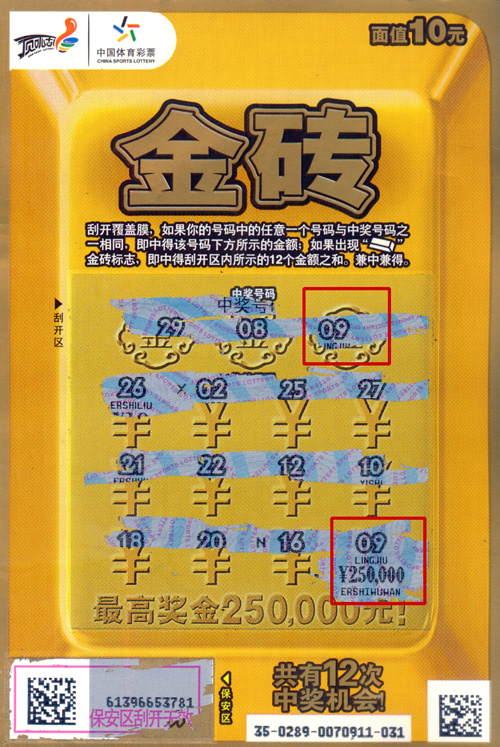 顶呱刮
中国体育彩票
CHINA SPORTS LOTTERY
面值10元
金砖
刮开覆盖膜,如果你的号码中的任意一个号码与中奖号码之
一相同,即中得该号码下方所示的金额;如果出现“
”
金砖标志,即中得刮开区内所示的12个金额之和。兼中兼得。
刮开区
中奖号码
中奖号
29 08 09
26 02 25 27
ERSHILIU
¥ ¥ ¥ ¥
21 22 12 10
¥ ¥ ¥ ¥
18 20 N 16 09
LINGJIU
¥ ¥ ¥ ¥250,000
ERSHIWUWAN
最高奖金250,000元!
61396653781
保安区刮开无效
保安区
共有12次
中奖机会!
35-0289-0070911-031